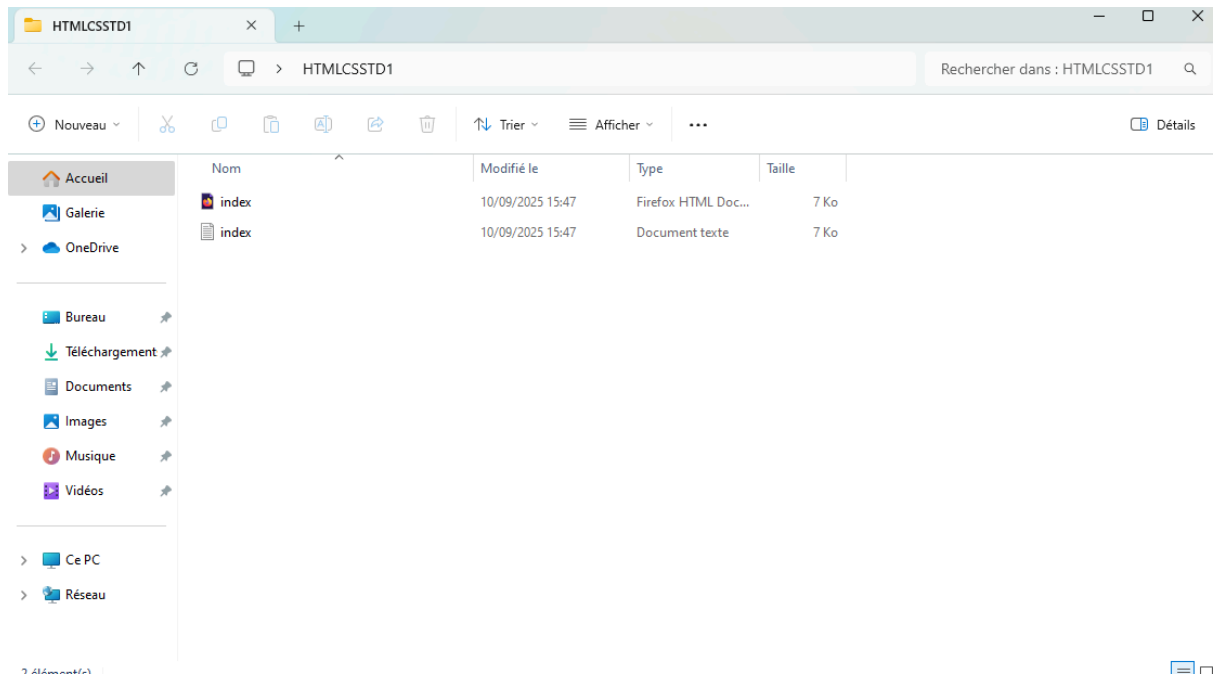 HTMLCSSTD1
HTMLCSSTD1 Rechercher dans : HTMLCSSTD1
Nouveau Trier Afficher ... Détails
Nom Modifié le Type Taille
Accueil
index 10/09/2025 15:47 Firefox HTML Doc... 7 Ko
Galerie
index 10/09/2025 15:47 Document texte 7 Ko
OneDrive
Bureau
Téléchargement
Documents
Images
Musique
Vidéos
Ce PC
Réseau
2 élément(s)